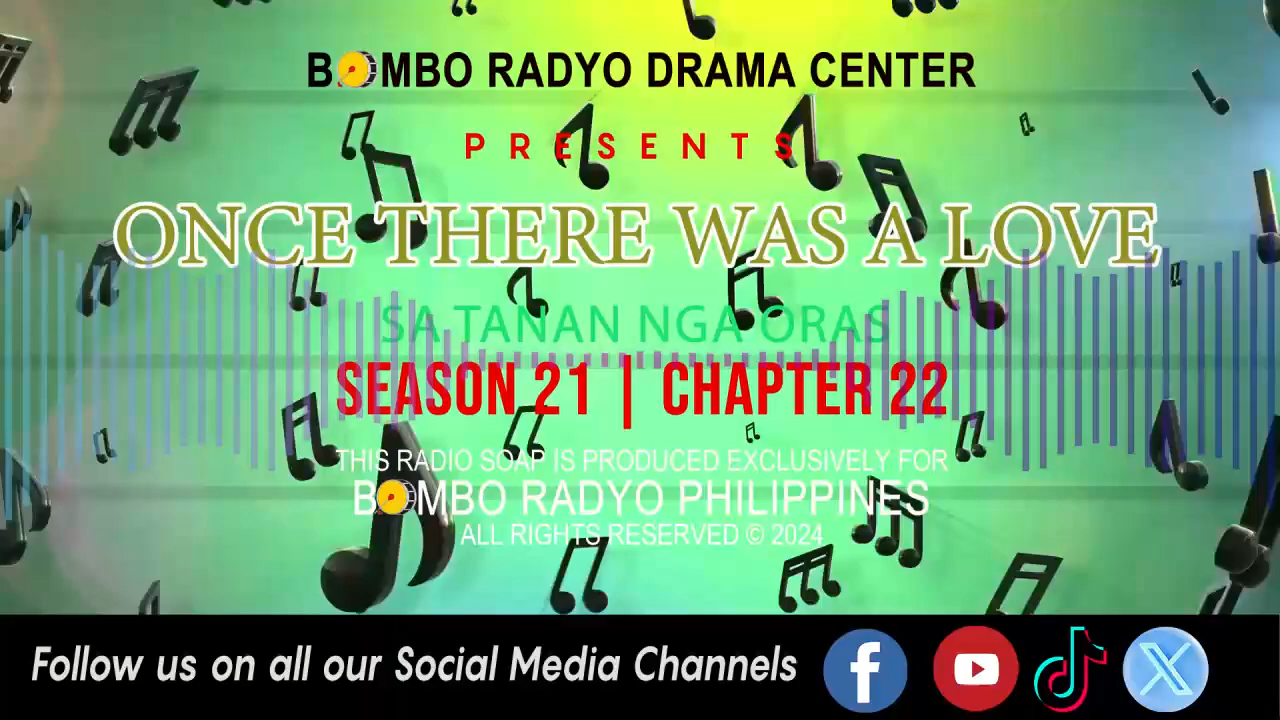 BOMBO RADYO DRAMA CENTER
PRESENTS
ONCE THERE WAS A LOVE
SA TANAN NGA ORAS
SEASON 21 | CHAPTER 22
THIS RADIO SOAP IS PRODUCED EXCLUSIVELY FOR
BOMBO RADYO PHILIPPINES
ALL RIGHTS RESERVED © 2024
Follow us on all our Social Media Channels